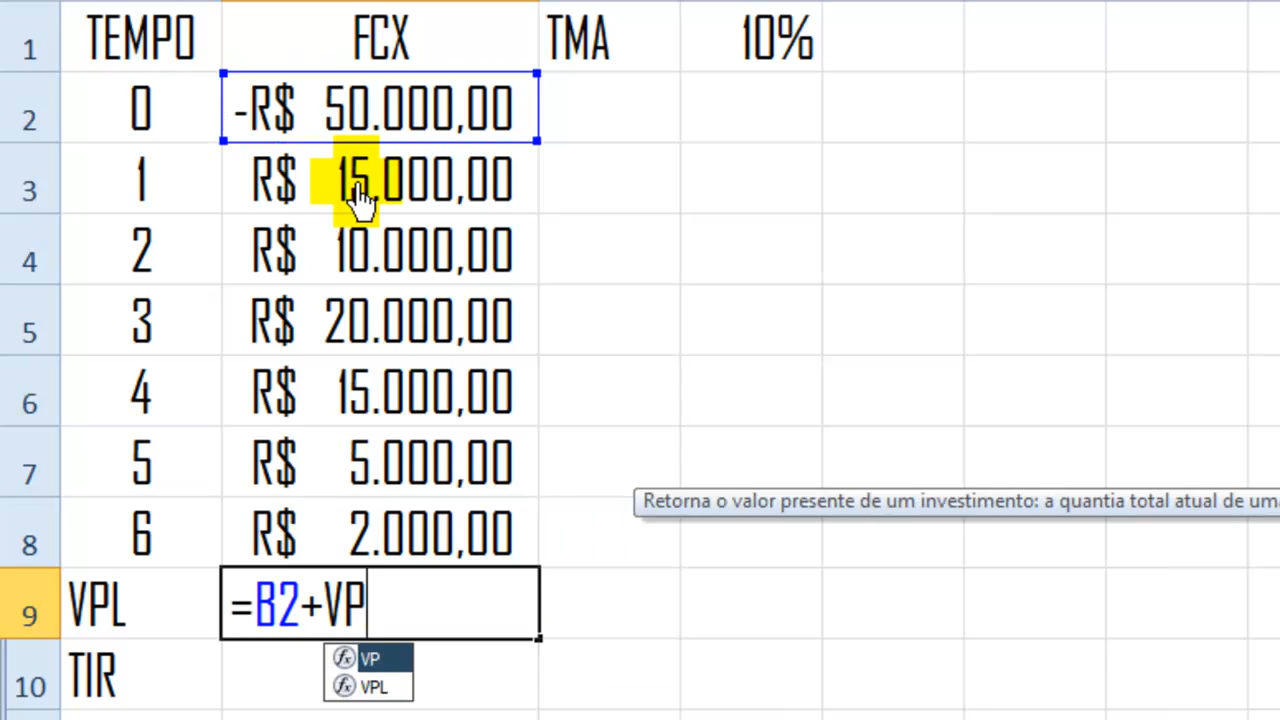 1 TEMPO FCX TMA 10%
2 0 -R$ 50.000,00
3 1 R$ 15.000,00
4 2 R$ 10.000,00
5 3 R$ 20.000,00
6 4 R$ 15.000,00
7 5 R$ 5.000,00
Retorna o valor presente de um investimento: a quantia total atual de uma
8 6 R$ 2.000,00
9 VPL =B2+VP
VP
10 TIR
VPL